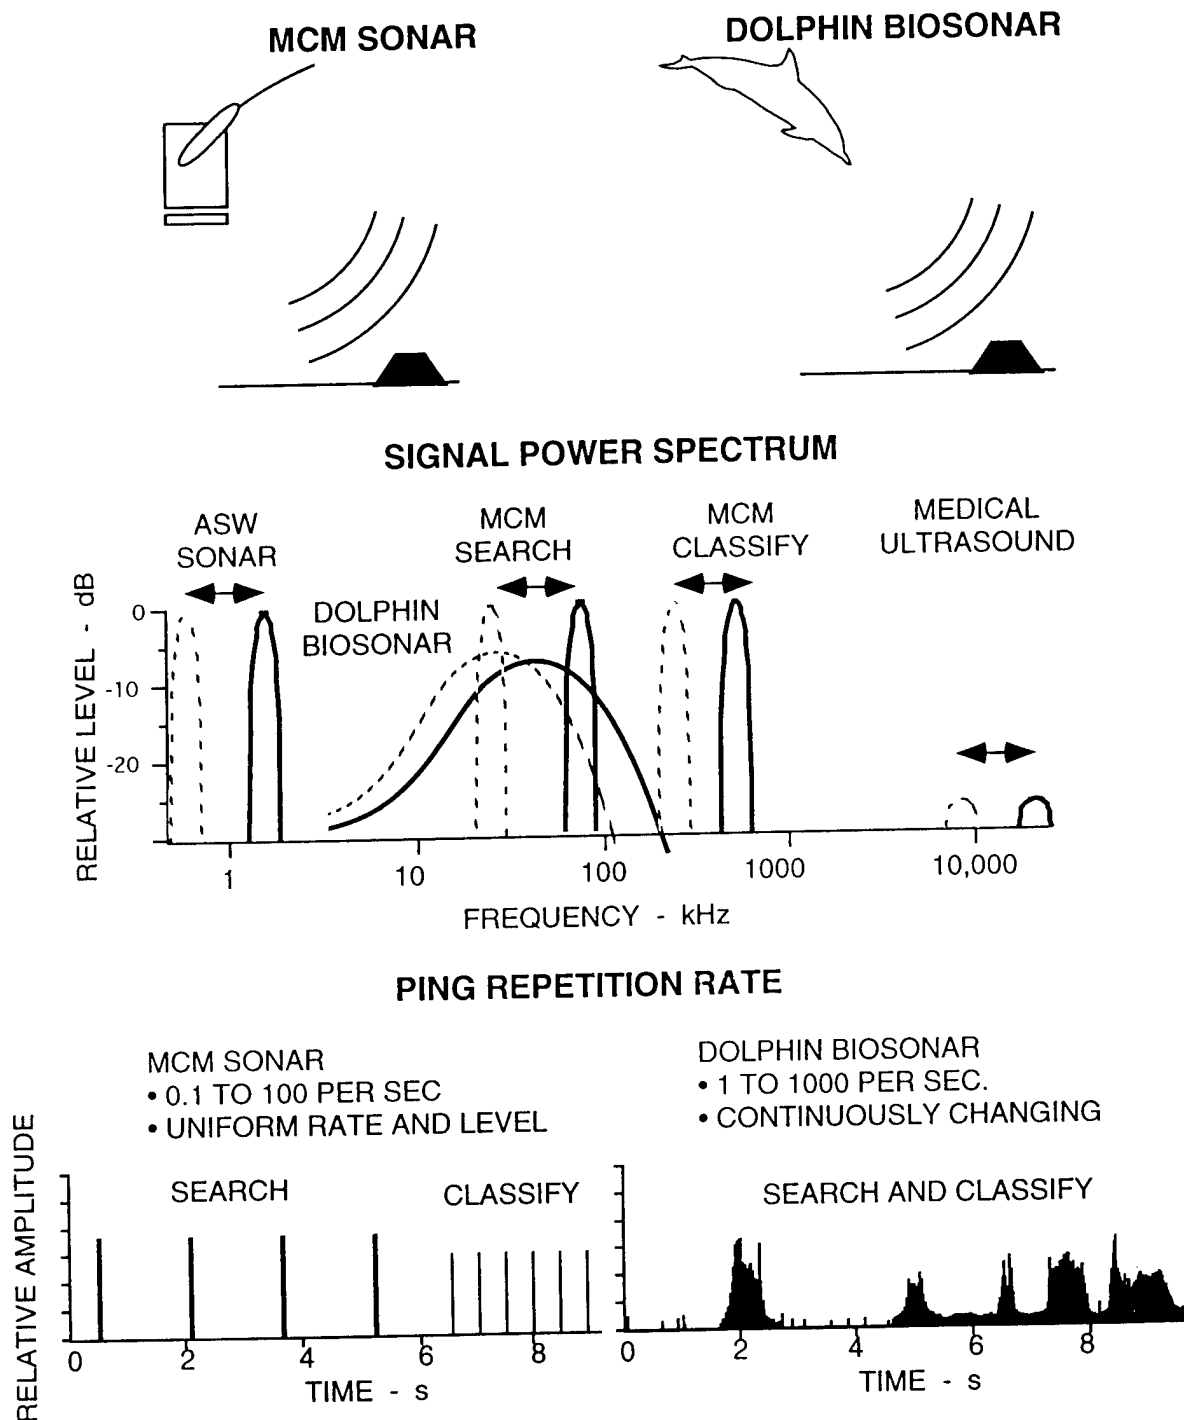 MCM SONAR
DOLPHIN BIOSONAR
SIGNAL POWER SPECTRUM
ASW
SONAR
MCM
SEARCH
MCM
CLASSIFY
MEDICAL
ULTRASOUND
DOLPHIN
BIOSONAR
RELATIVE LEVEL - dB
0
-10
-20
1
10
100
1000
10,000
FREQUENCY - kHz
PING REPETITION RATE
MCM SONAR
• 0.1 TO 100 PER SEC
• UNIFORM RATE AND LEVEL
DOLPHIN BIOSONAR
• 1 TO 1000 PER SEC.
• CONTINUOUSLY CHANGING
RELATIVE AMPLITUDE
SEARCH
CLASSIFY
0
2
4
6
8
TIME - s
SEARCH AND CLASSIFY
0
2
4
6
8
TIME - s